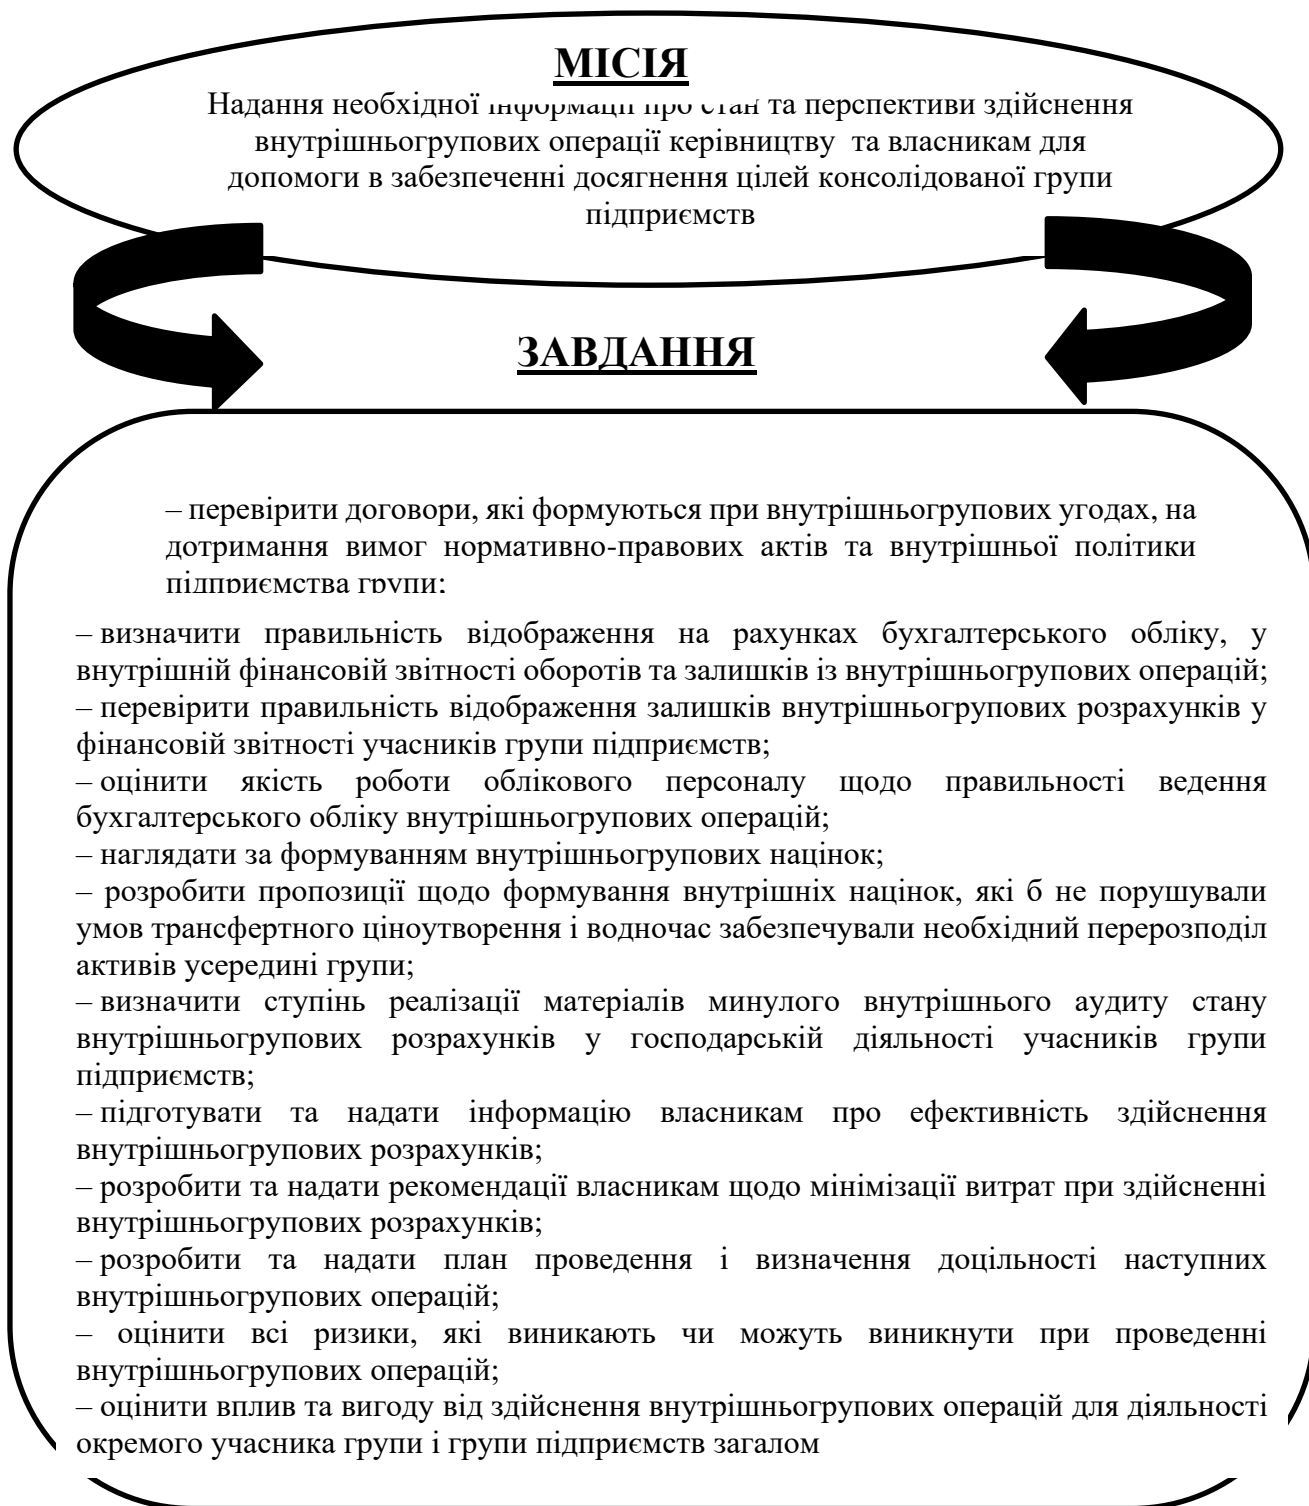 МІСІЯ
Надання необхідної інформації про стан та перспективи здійснення
внутрішньогрупових операції керівництву та власникам для
допомоги в забезпеченні досягнення цілей консолідованої групи
підприємств
ЗАВДАННЯ
– перевірити договори, які формуються при внутрішньогрупових угодах, на
дотримання вимог нормативно-правових актів та внутрішньої політики
підприємства групи;
– визначити правильність відображення на рахунках бухгалтерського обліку, у
внутрішній фінансовій звітності оборотів та залишків із внутрішньогрупових операцій;
– перевірити правильність відображення залишків внутрішньогрупових розрахунків у
фінансовій звітності учасників групи підприємств;
– оцінити якість роботи облікового персоналу щодо правильності ведення
бухгалтерського обліку внутрішньогрупових операцій;
– наглядати за формуванням внутрішньогрупових націнок;
– розробити пропозиції щодо формування внутрішніх націнок, які б не порушували
умов трансфертного ціноутворення і водночас забезпечували необхідний перерозподіл
активів усередині групи;
– визначити ступінь реалізації матеріалів минулого внутрішнього аудиту стану
внутрішньогрупових розрахунків у господарській діяльності учасників групи
підприємств;
– підготувати та надати інформацію власникам про ефективність здійснення
внутрішньогрупових розрахунків;
– розробити та надати рекомендації власникам щодо мінімізації витрат при здійсненні
внутрішньогрупових розрахунків;
– розробити та надати план проведення і визначення доцільності наступних
внутрішньогрупових операцій;
– оцінити всі ризики, які виникають чи можуть виникнути при проведенні
внутрішньогрупових операцій;
– оцінити вплив та вигоду від здійснення внутрішньогрупових операцій для діяльності
окремого учасника групи і групи підприємств загалом